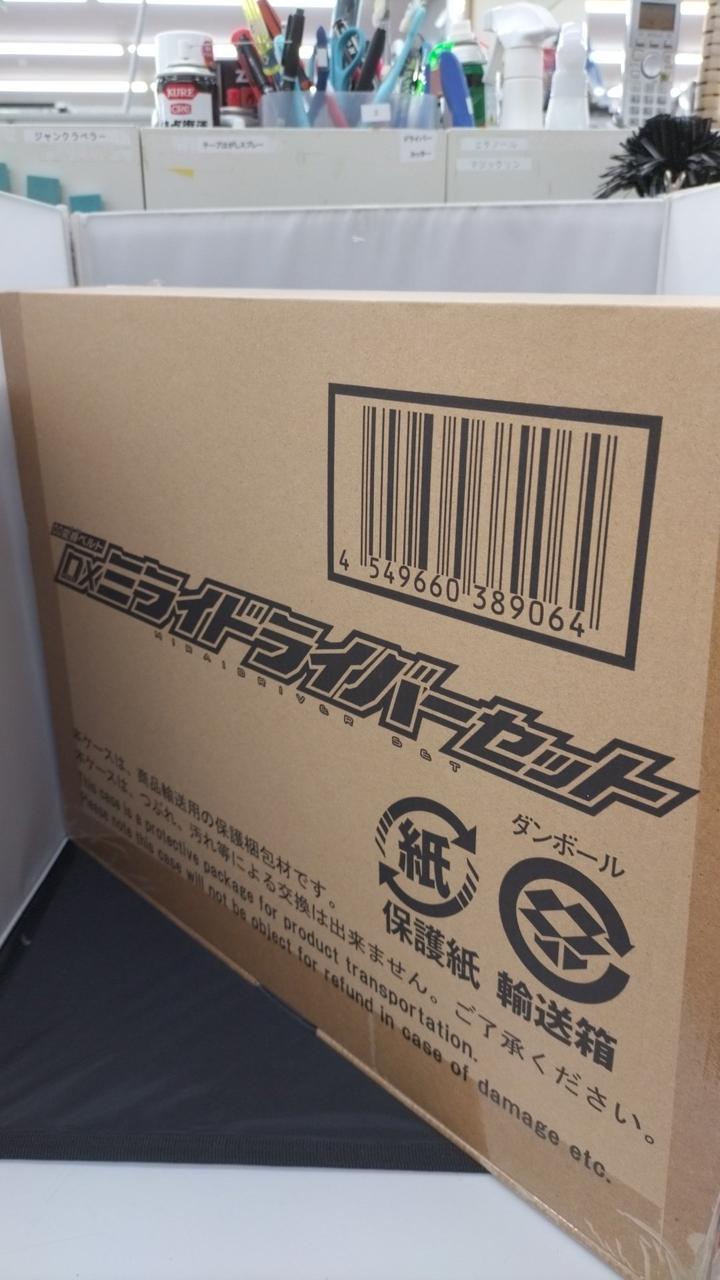 KURE
CRC
ジャンクラベラー
テープはがしスプレー
ドライバー
カッター
エタノール
マジックリン
4 549660 389064
変身ベルト
DXミライドライバーセット
MIRAIDRIVER SET
本ケースは、商品輸送用の保護梱包材です。
本ケースは、つぶれ、汚れ等による交換は出来ません。ご了承ください。
This case is a protective package for product transportation.
Please note this case will not be object for refund in case of damage etc.
紙
保護紙
ダンボール
輸送箱